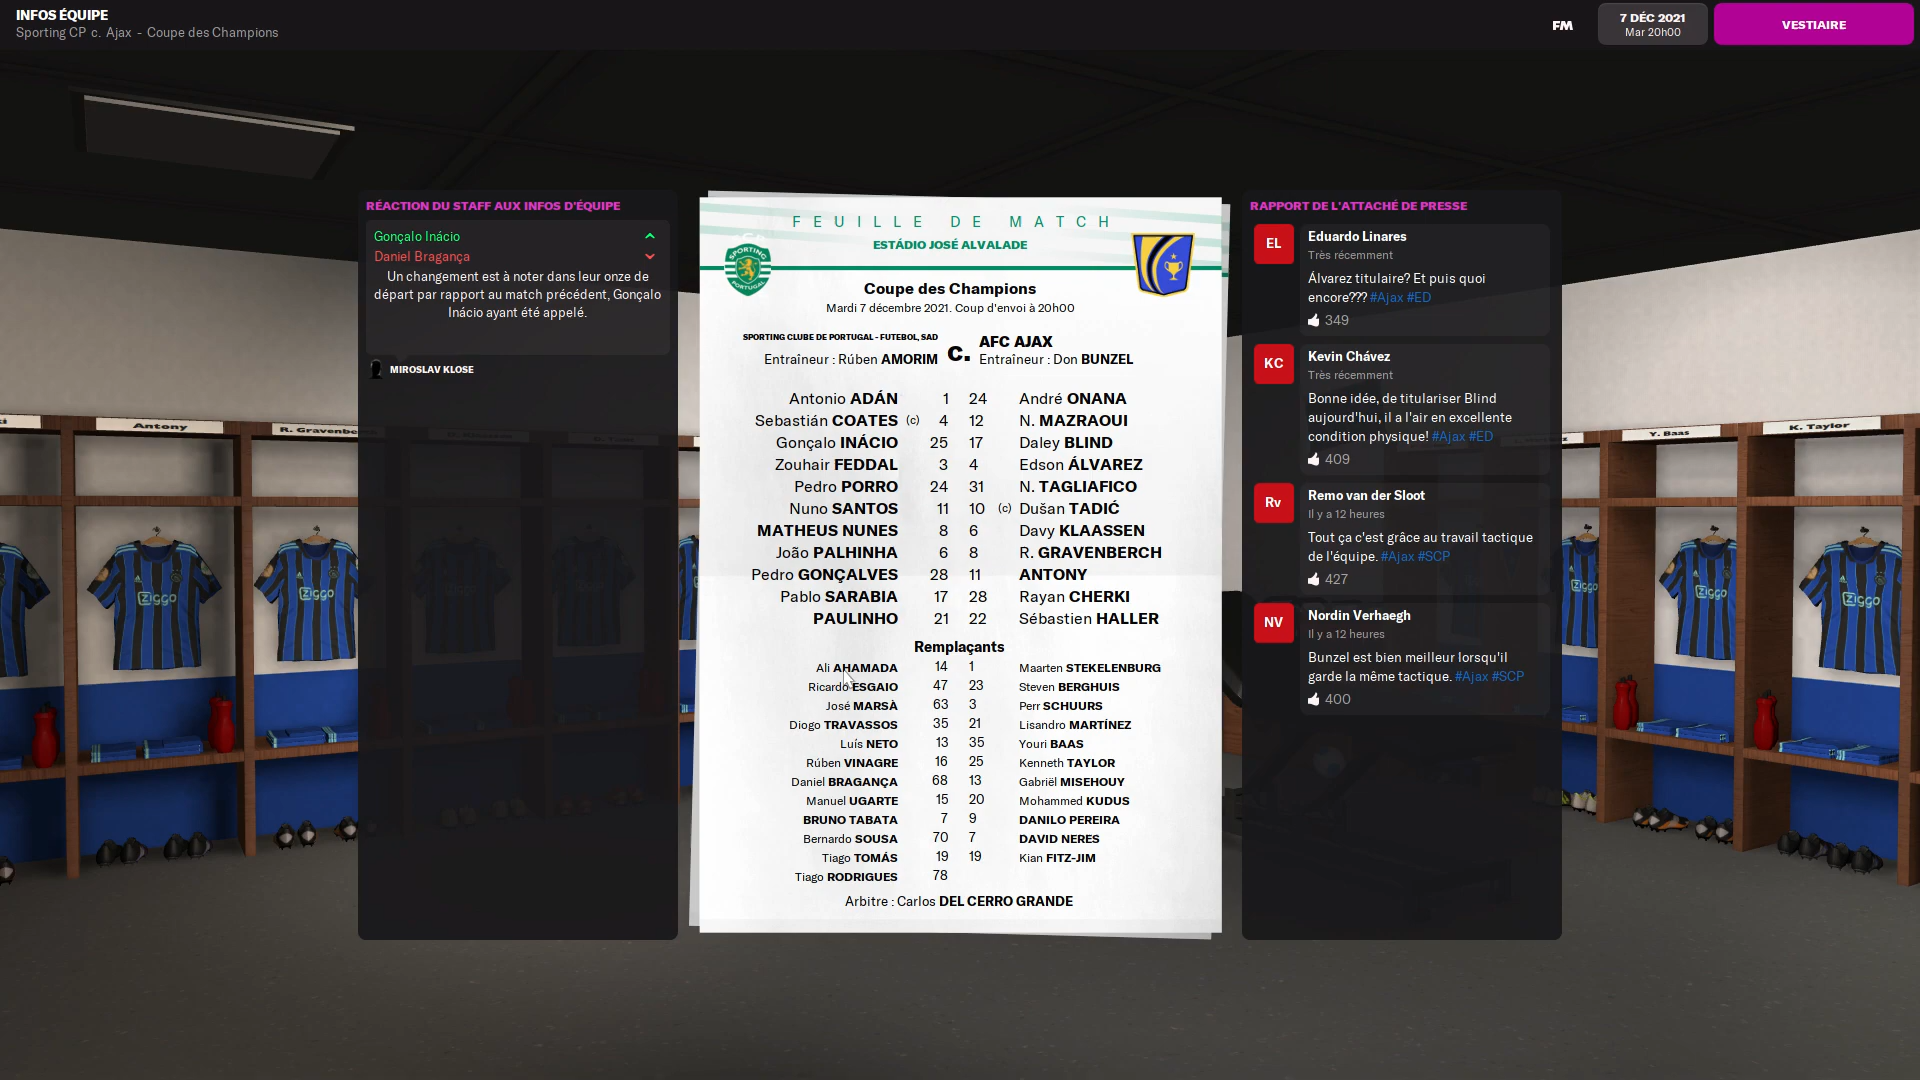 INFOS ÉQUIPE
Sporting CP c. Ajax - Coupe des Champions
FM
7 DÉC 2021
Mar 20h00
VESTIAIRE
RÉACTION DU STAFF AUX INFOS D'ÉQUIPE
Gonçalo Inácio
Daniel Bragança
Un changement est à noter dans leur onze de
départ par rapport au match précédent, Gonçalo
Inácio ayant été appelé.
MIROSLAV KLOSE
FEUILLE DE MATCH
ESTÁDIO JOSÉ ALVALADE
SPORTING
PORTUGAL
Coupe des Champions
Mardi 7 décembre 2021. Coup d'envoi à 20h00
SPORTING CLUBE DE PORTUGAL - FUTEBOL, SAD
Entraîneur : Rúben AMORIM
c.
AFC AJAX
Entraîneur : Don BUNZEL
Antonio ADÁN 1 24 André ONANA
Sebastián COATES (c) 4 12 N. MAZRAOUI
Gonçalo INÁCIO 25 17 Daley BLIND
Zouhair FEDDAL 3 4 Edson ÁLVAREZ
Pedro PORRO 24 31 N. TAGLIAFICO
Nuno SANTOS 11 10 (c) Dušan TADIĆ
MATHEUS NUNES 8 6 Davy KLAASSEN
João PALHINHA 6 8 R. GRAVENBERCH
Pedro GONÇALVES 28 11 ANTONY
Pablo SARABIA 17 28 Rayan CHERKI
PAULINHO 21 22 Sébastien HALLER
Remplaçants
Ali AHAMADA 14 1 Maarten STEKELENBURG
Ricardo ESGAIO 47 23 Steven BERGHUIS
José MARSÀ 63 3 Perr SCHUURS
Diogo TRAVASSOS 35 21 Lisandro MARTÍNEZ
Luís NETO 13 35 Youri BAAS
Rúben VINAGRE 16 25 Kenneth TAYLOR
Daniel BRAGANÇA 68 13 Gabriël MISEHOUY
Manuel UGARTE 15 20 Mohammed KUDUS
BRUNO TABATA 7 9 DANILO PEREIRA
Bernardo SOUSA 70 7 DAVID NERES
Tiago TOMÁS 19 19 Kian FITZ-JIM
Tiago RODRIGUES 78
Arbitre : Carlos DEL CERRO GRANDE
RAPPORT DE L'ATTACHÉ DE PRESSE
EL
Eduardo Linares
Très récemment
Álvarez titulaire? Et puis quoi
encore??? #Ajax #ED
349
KC
Kevin Chávez
Très récemment
Bonne idée, de titulariser Blind
aujourd'hui, il a l'air en excellente
condition physique! #Ajax #ED
409
Rv
Remo van der Sloot
Il y a 12 heures
Tout ça c'est grâce au travail tactique
de l'équipe. #Ajax #SCP
427
NV
Nordin Verhaegh
Il y a 12 heures
Bunzel est bien meilleur lorsqu'il
garde la même tactique. #Ajax #SCP
400
Antony
R. Gravenbe
Y. Baas
K. Taylor
ziggo
ziggo
ziggo
ziggo
ziggo